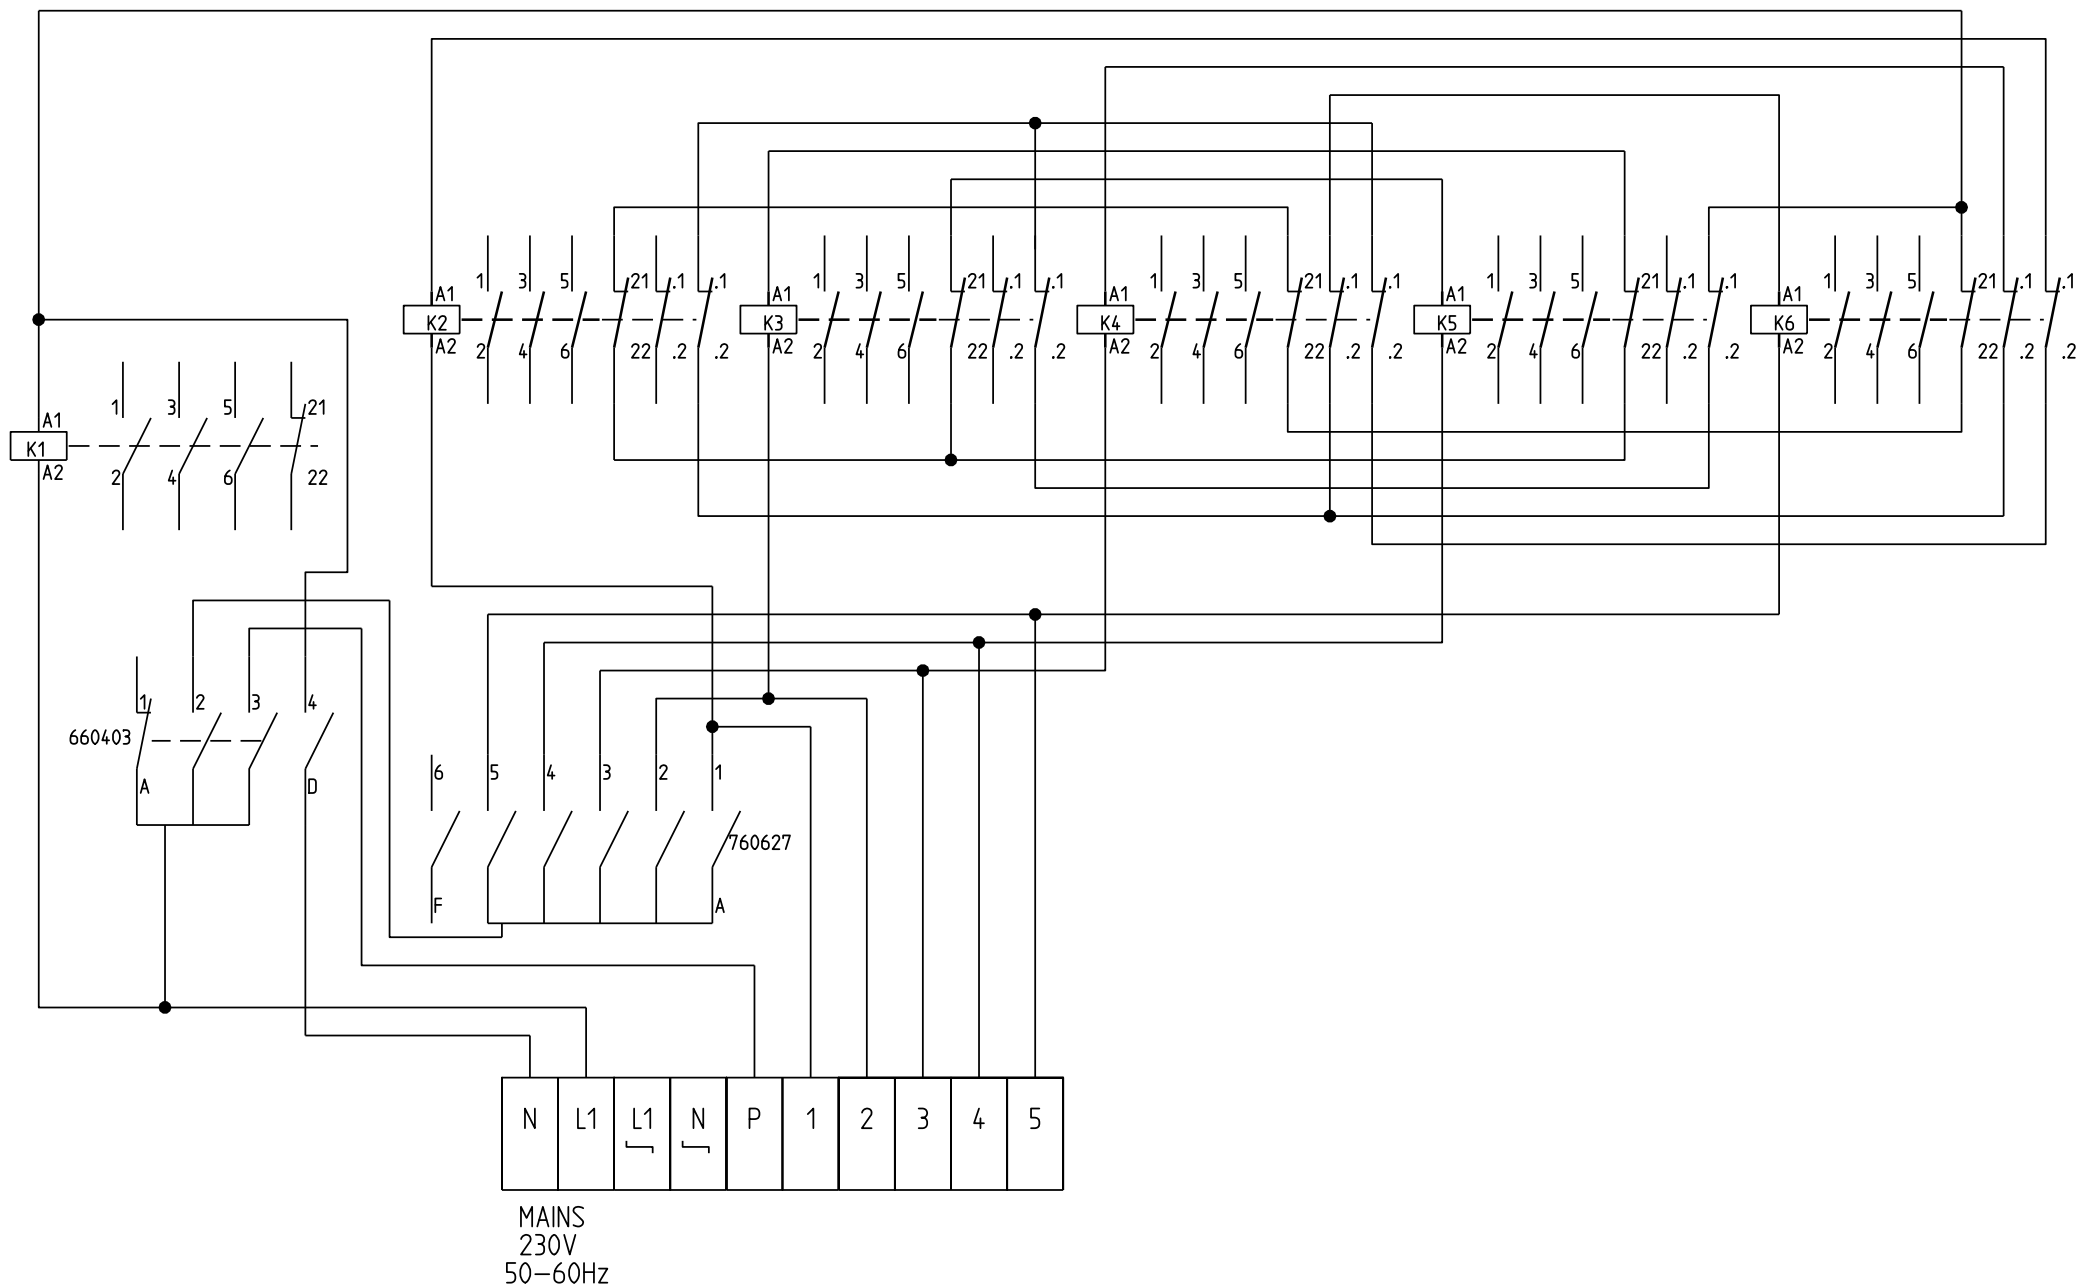 1 3 5 21 .1 .1 1 3 5 21 .1 .1 1 3 5 21 .1 .1 1 3 5 21 .1 .1 1 3 5 21 .1 .1
A1 A1 A1 A1 A1
K2 K3 K4 K5 K6
A2 A2 A2 A2 A2
2 4 6 22 .2 .2 2 4 6 22 .2 .2 2 4 6 22 .2 .2 2 4 6 22 .2 .2 2 4 6 22 .2 .2
1 3 5 21
A1
K1
A2
2 4 6 22
1 2 3 4
660403
A D
6 5 4 3 2 1
760627
F A
N L1 L1 N P 1 2 3 4 5
MAINS
230V
50-60Hz